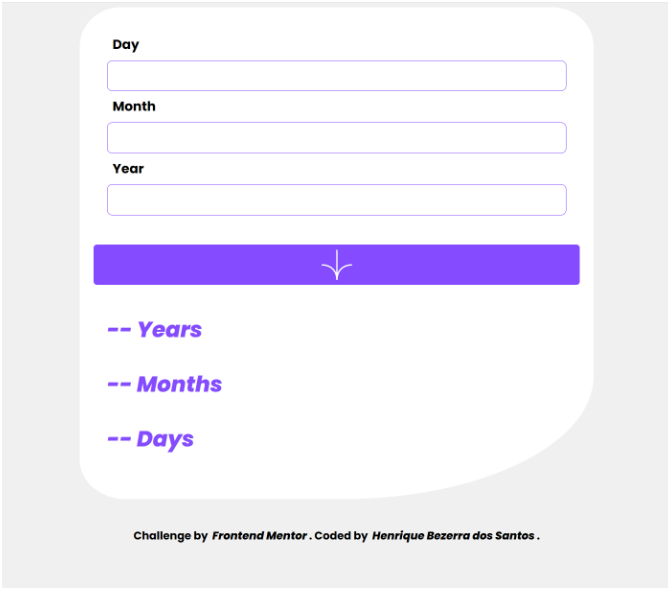 Day
Month
Year
-- Years
-- Months
-- Days
Challenge by Frontend Mentor . Coded by Henrique Bezerra dos Santos .